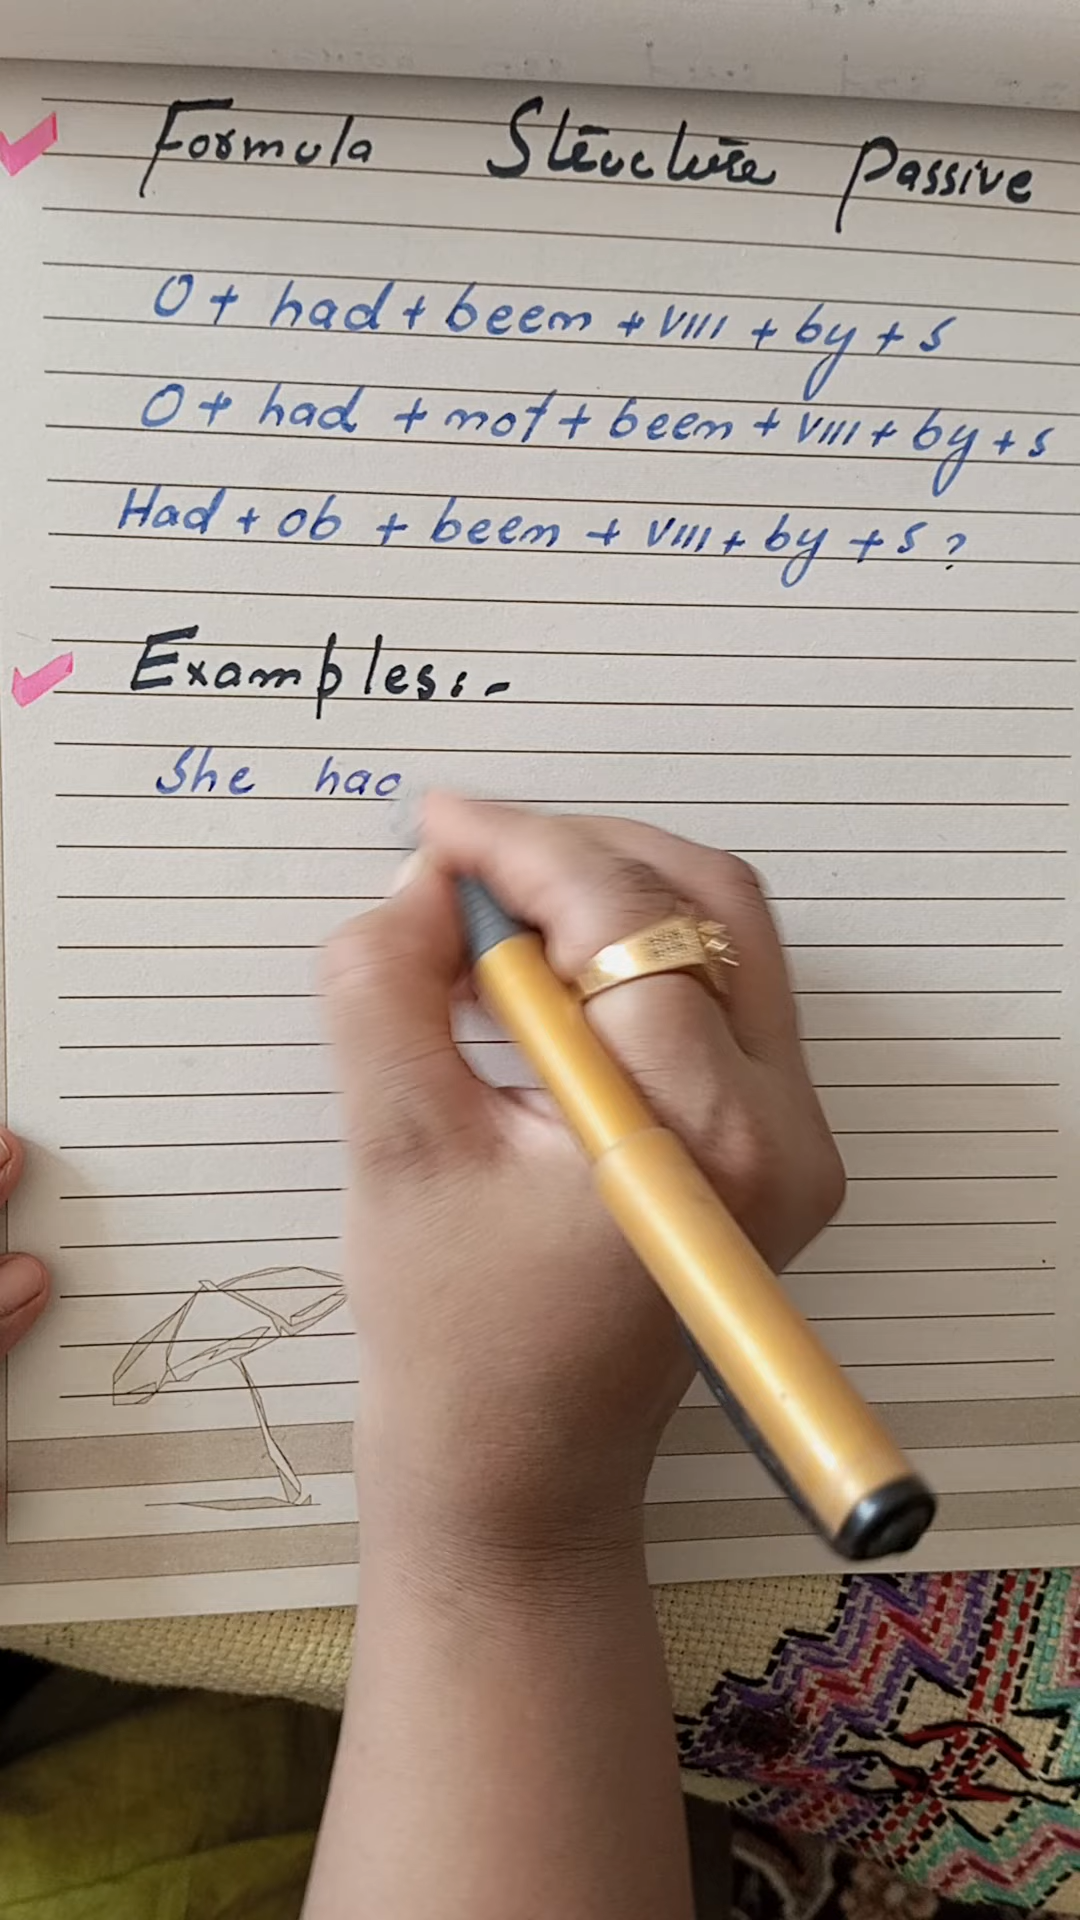 Formula Structure Passive
O + had + been + VIII + by + S
O + had + not + been + VIII + by + S
Had + ob + been + VIII + by + S ?
Examples:-
She had